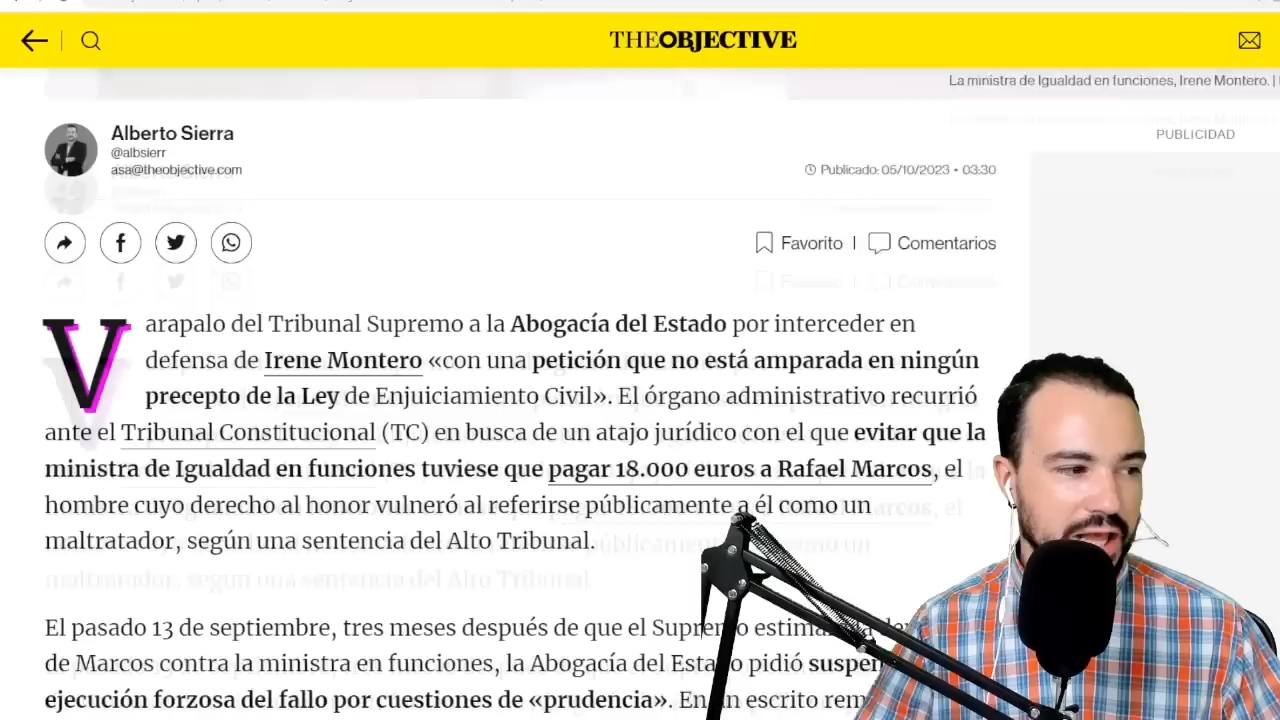 THEOBJECTIVE
La ministra de Igualdad en funciones, Irene Montero. |
Alberto Sierra
@albsierr
asa@theobjective.com
PUBLICIDAD
Publicado: 05/10/2023 • 03:30
Favorito | Comentarios
Varapalo del Tribunal Supremo a la Abogacía del Estado por interceder en
defensa de Irene Montero «con una petición que no está amparada en ningún
precepto de la Ley de Enjuiciamiento Civil». El órgano administrativo recurrió
ante el Tribunal Constitucional (TC) en busca de un atajo jurídico con el que evitar que la
ministra de Igualdad en funciones tuviese que pagar 18.000 euros a Rafael Marcos, el
hombre cuyo derecho al honor vulneró al referirse públicamente a él como un
maltratador, según una sentencia del Alto Tribunal.
El pasado 13 de septiembre, tres meses después de que el Supremo
de Marcos contra la ministra en funciones, la Abogacía del Estado pidió
ejecución forzosa del fallo por cuestiones de «prudencia». En un escrito